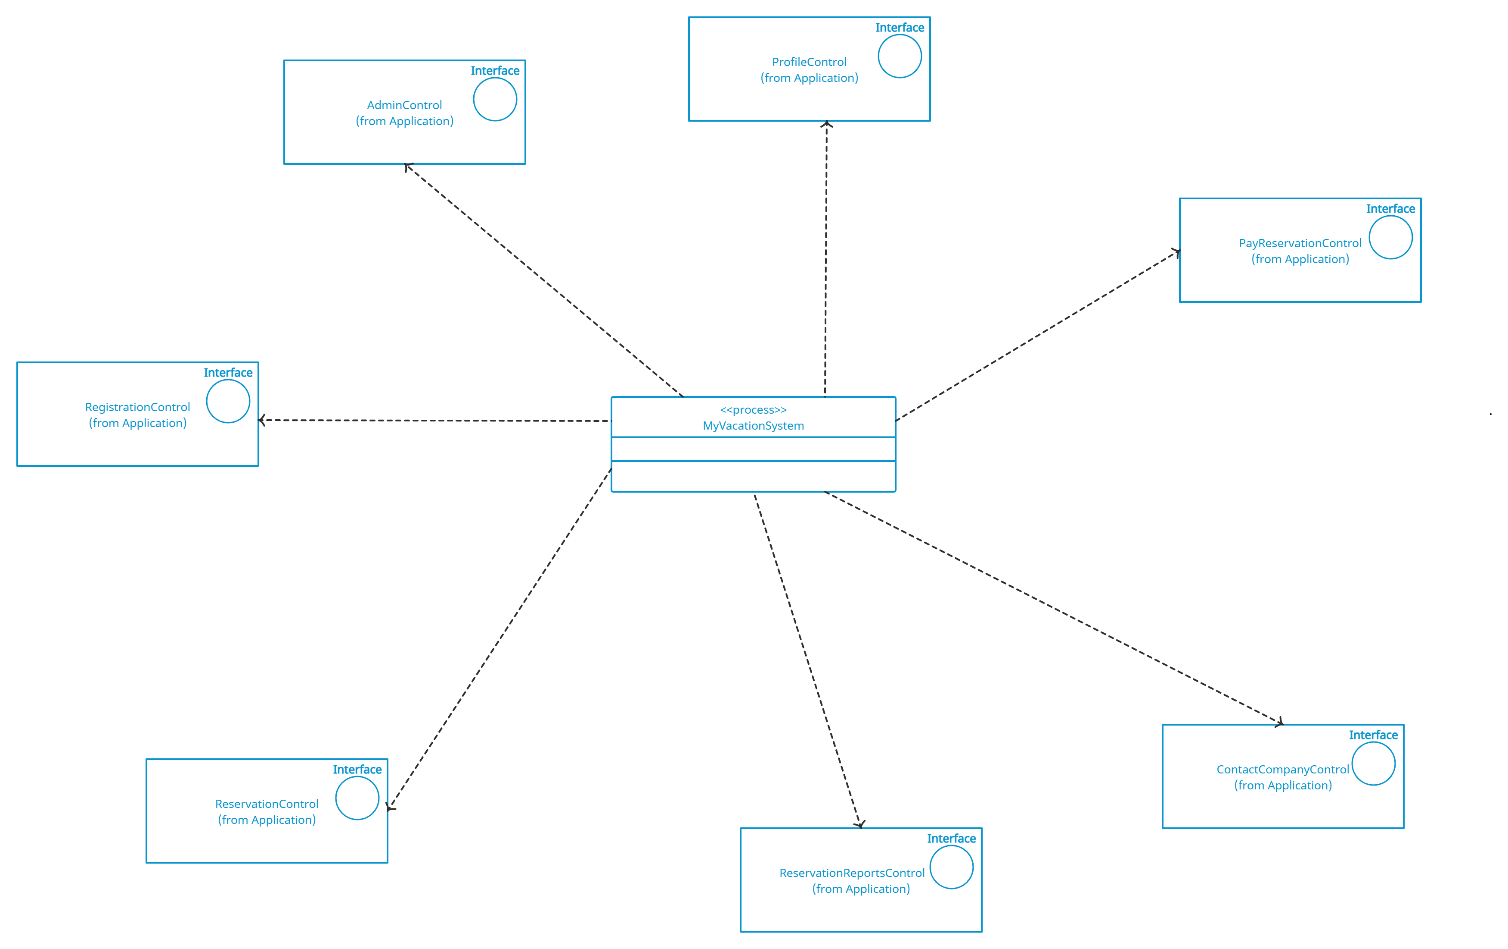 Interface
ProfileControl
(from Application)
Interface
AdminControl
(from Application)
Interface
PayReservationControl
(from Application)
Interface
RegistrationControl
(from Application)
<<process>>
MyVacationSystem
Interface
ContactCompanyControl
(from Application)
Interface
ReservationControl
(from Application)
Interface
ReservationReportsControl
(from Application)